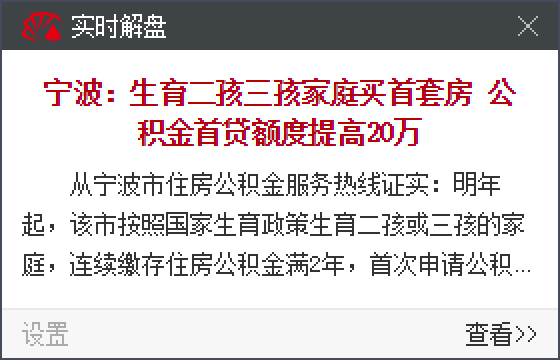 实时解盘
宁波：生育二孩三孩家庭买首套房 公
积金首贷额度提高20万
从宁波市住房公积金服务热线证实：明年
起，该市按照国家生育政策生育二孩或三孩的家
庭，连续缴存住房公积金满2年，首次申请公积...
设置
查看>>